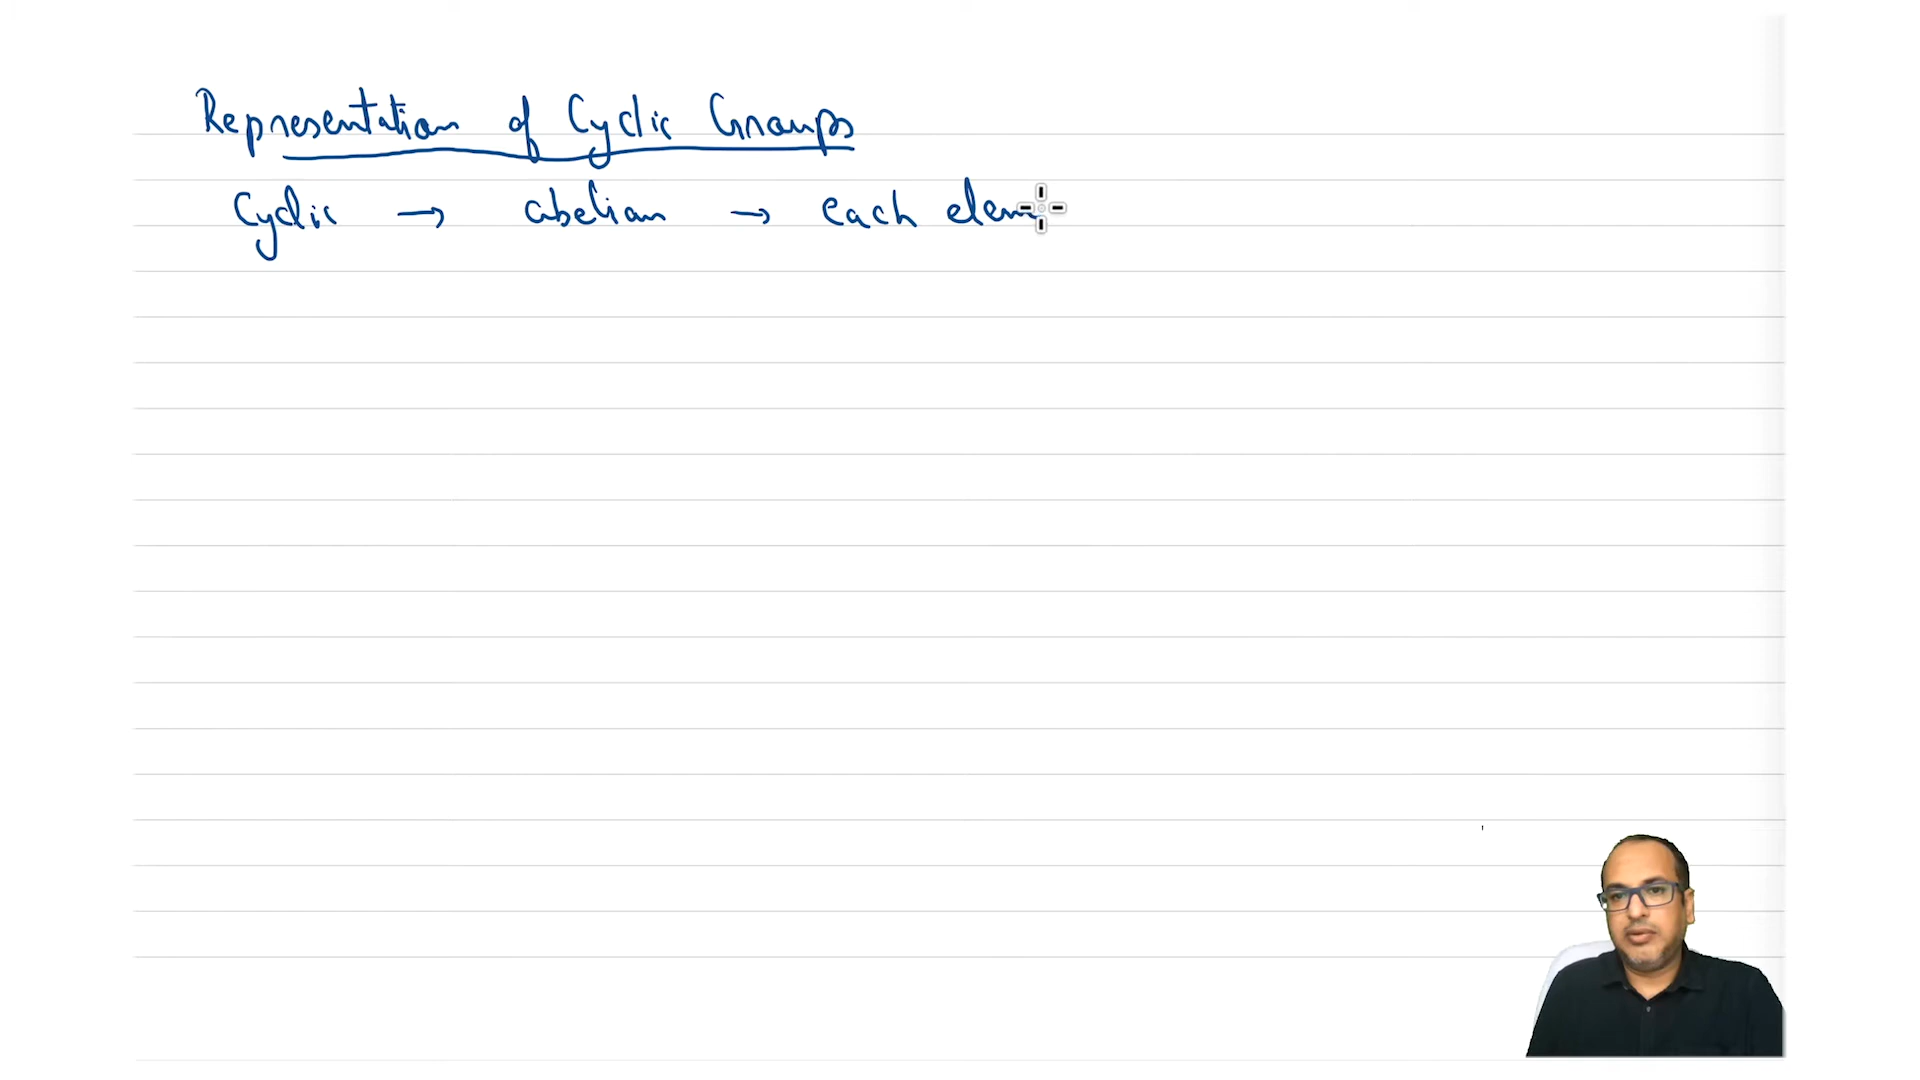 Representation of Cyclic Groups
Cyclic → abelian → each elem